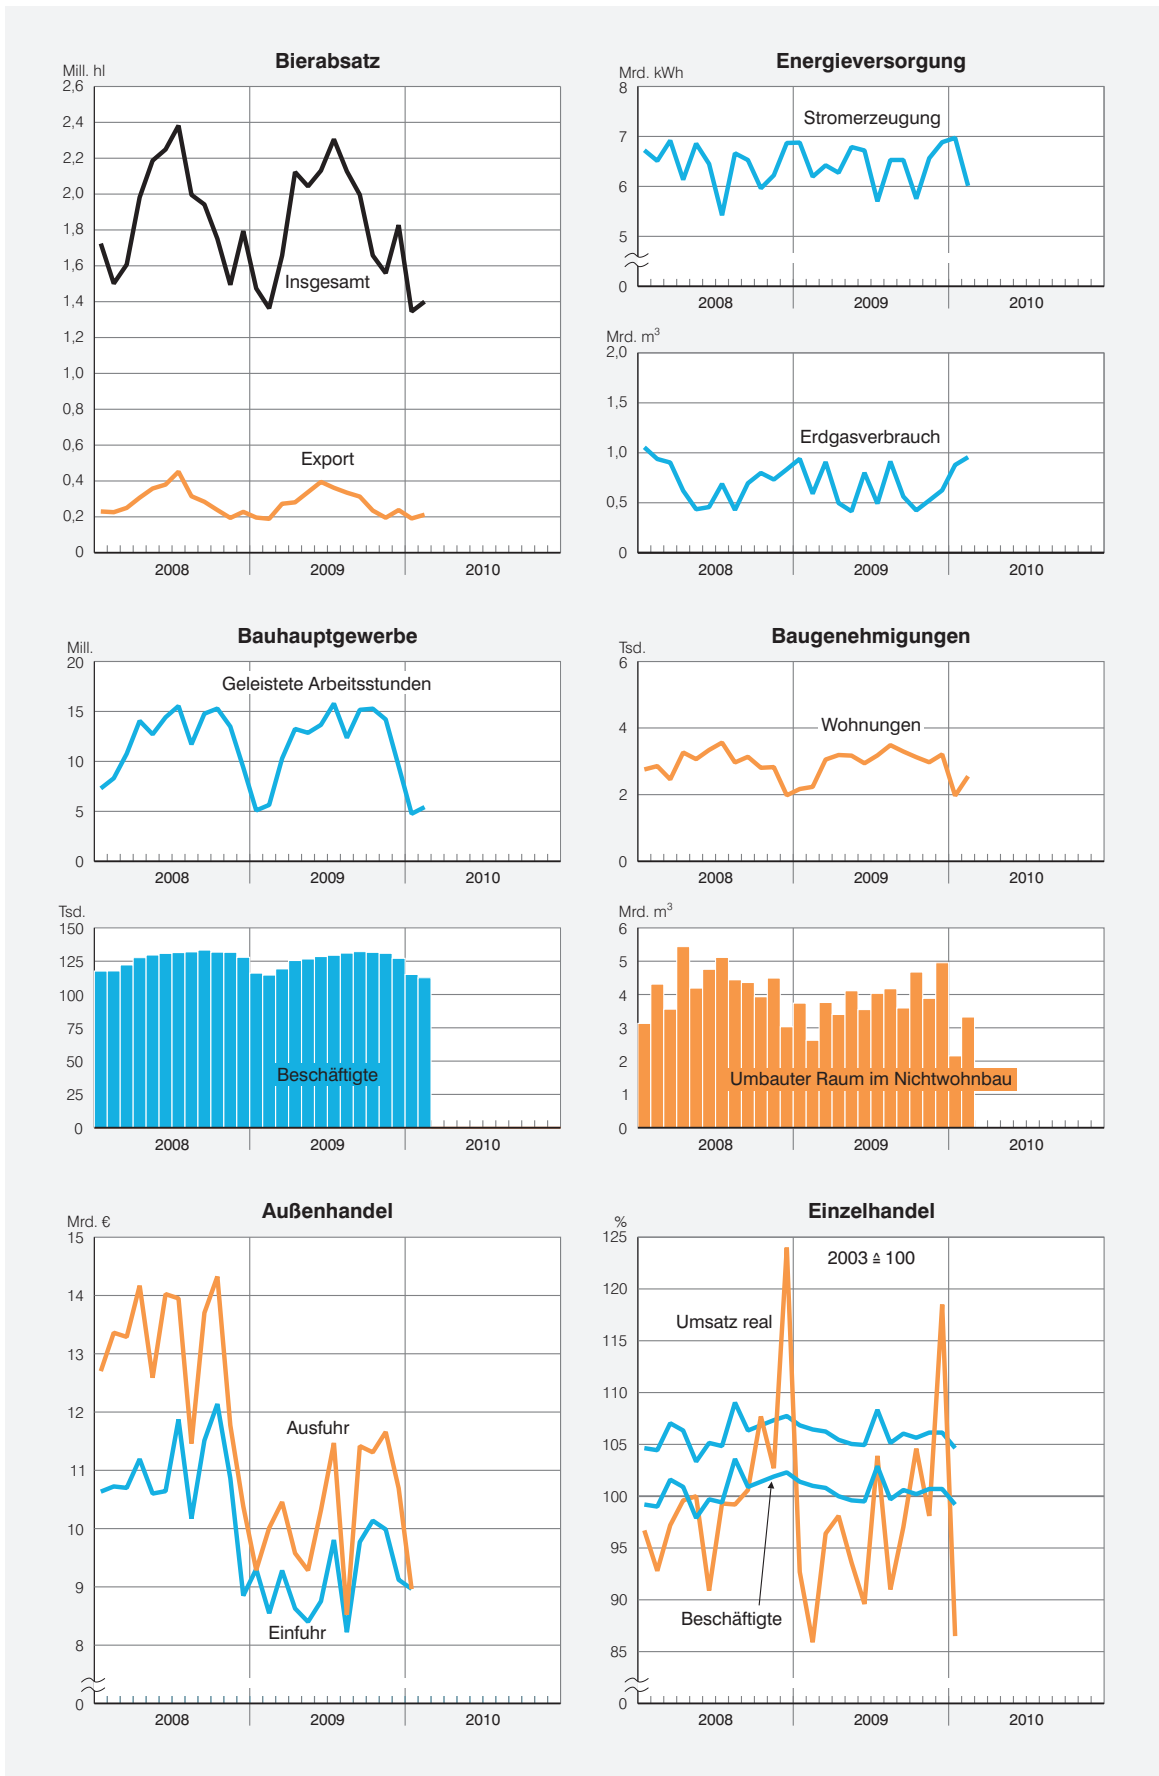 Bierabsatz
Mill. hl
2,6
2,4
2,2
2,0
1,8
1,6
1,4
1,2
1,0
0,8
0,6
0,4
0,2
0
Insgesamt
Export
2008 2009 2010
Energieversorgung
Mrd. kWh
8
7
6
5
0
Stromerzeugung
2008 2009 2010
Mrd. m³
2,0
1,5
1,0
0,5
0
Erdgasverbrauch
2008 2009 2010
Bauhauptgewerbe
Mill.
20
15
10
5
0
Geleistete Arbeitsstunden
2008 2009 2010
Tsd.
150
125
100
75
50
25
0
Beschäftigte
2008 2009 2010
Baugenehmigungen
Tsd.
6
4
2
0
Wohnungen
2008 2009 2010
Mrd. m³
6
5
4
3
2
1
0
Umbauter Raum im Nichtwohnbau
2008 2009 2010
Außenhandel
Mrd. €
15
14
13
12
11
10
9
8
0
Ausfuhr
Einfuhr
2008 2009 2010
Einzelhandel
%
125
120
115
110
105
100
95
90
85
0
2003 ≙ 100
Umsatz real
Beschäftigte
2008 2009 2010